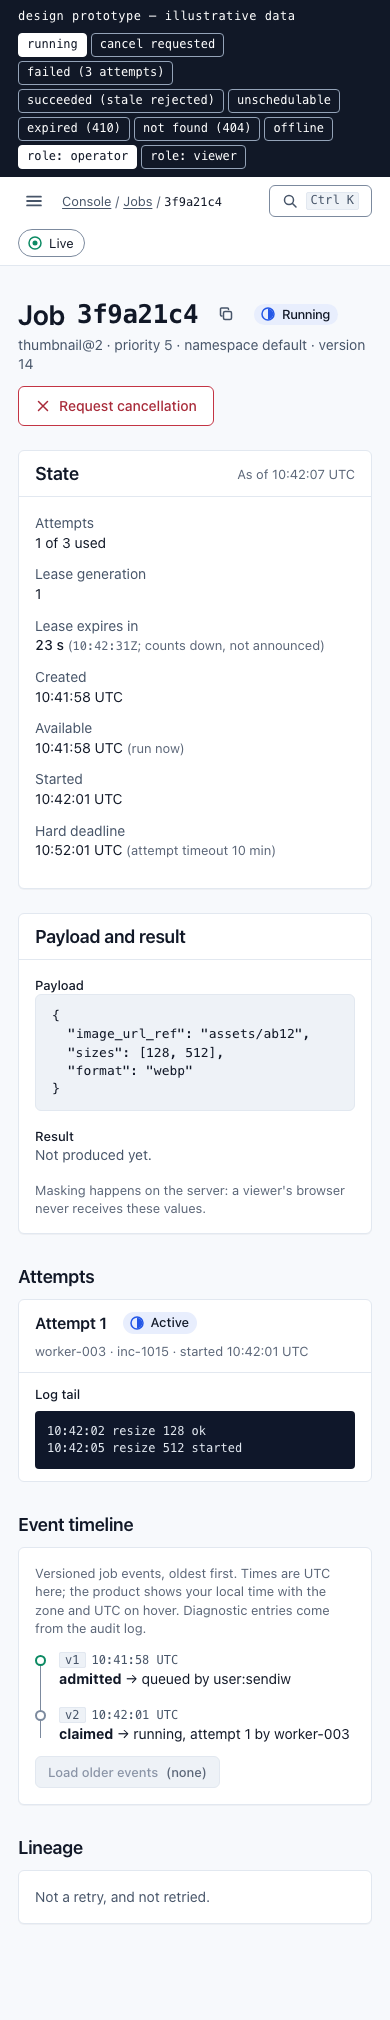 design prototype — illustrative data
running
cancel requested
failed (3 attempts)
succeeded (stale rejected)
unschedulable
expired (410)
not found (404)
offline
role: operator
role: viewer
Console / Jobs / 3f9a21c4
Ctrl K
Live
Job 3f9a21c4
Running
thumbnail@2 · priority 5 · namespace default · version
14
Request cancellation
State
As of 10:42:07 UTC
Attempts
1 of 3 used
Lease generation
1
Lease expires in
23 s (10:42:31Z; counts down, not announced)
Created
10:41:58 UTC
Available
10:41:58 UTC (run now)
Started
10:42:01 UTC
Hard deadline
10:52:01 UTC (attempt timeout 10 min)
Payload and result
Payload
{
"image_url_ref": "assets/ab12",
"sizes": [128, 512],
"format": "webp"
}
Result
Not produced yet.
Masking happens on the server: a viewer's browser
never receives these values.
Attempts
Attempt 1
Active
worker-003 · inc-1015 · started 10:42:01 UTC
Log tail
10:42:02 resize 128 ok
10:42:05 resize 512 started
Event timeline
Versioned job events, oldest first. Times are UTC
here; the product shows your local time with the
zone and UTC on hover. Diagnostic entries come
from the audit log.
v1 10:41:58 UTC
admitted → queued by user:sendiw
v2 10:42:01 UTC
claimed → running, attempt 1 by worker-003
Load older events (none)
Lineage
Not a retry, and not retried.